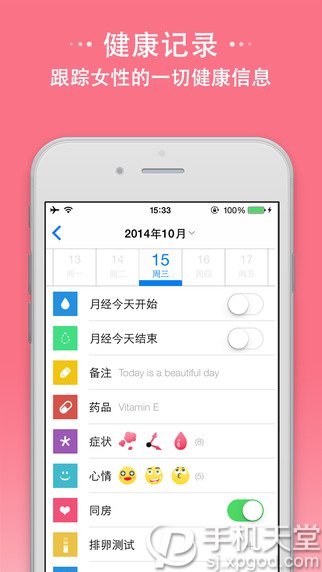 健康记录
跟踪女性的一切健康信息
15:33
100%
2014年10月
13 14 15 16 17
周一 周二 周三 周四 周五
月经今天开始
月经今天结束
备注 Today is a beautiful day
药品 Vitamin E
症状 (8)
心情 (5)
同房
排卵测试
手机天堂
sj.xpgod.com